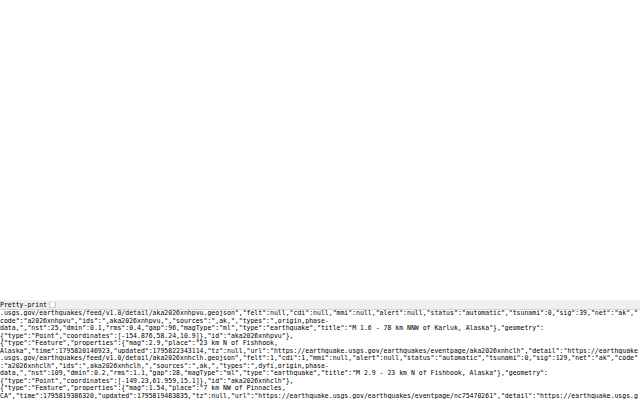 Pretty-print
.usgs.gov/earthquakes/feed/v1.0/detail/aka2026xnhpvu.geojson","felt":null,"cdi":null,"mmi":null,"alert":null,"status":"automatic","tsunami":0,"sig":39,"net":"ak","
code":"a2026xnhpvu","ids":",aka2026xnhpvu,","sources":",ak,","types":",origin,phase-
data,","nst":25,"dmin":0.1,"rms":0.4,"gap":96,"magType":"ml","type":"earthquake","title":"M 1.6 - 78 km NNW of Karluk, Alaska"},"geometry":
{"type":"Point","coordinates":[-154.876,58.24,10.9]},"id":"aka2026xnhpvu"},
{"type":"Feature","properties":{"mag":2.9,"place":"23 km N of Fishhook,
Alaska","time":1795820146923,"updated":1795822343114,"tz":null,"url":"https://earthquake.usgs.gov/earthquakes/eventpage/aka2026xnhclh","detail":"https://earthquake
.usgs.gov/earthquakes/feed/v1.0/detail/aka2026xnhclh.geojson","felt":1,"cdi":1,"mmi":null,"alert":null,"status":"automatic","tsunami":0,"sig":129,"net":"ak","code"
:"a2026xnhclh","ids":",aka2026xnhclh,","sources":",ak,","types":",dyfi,origin,phase-
data,","nst":109,"dmin":0.2,"rms":1.1,"gap":28,"magType":"ml","type":"earthquake","title":"M 2.9 - 23 km N of Fishhook, Alaska"},"geometry":
{"type":"Point","coordinates":[-149.23,61.959,15.1]},"id":"aka2026xnhclh"},
{"type":"Feature","properties":{"mag":1.54,"place":"7 km NW of Pinnacles,
CA","time":1795819386320,"updated":1795819483835,"tz":null,"url":"https://earthquake.usgs.gov/earthquakes/eventpage/nc75470261","detail":"https://earthquake.usgs.g